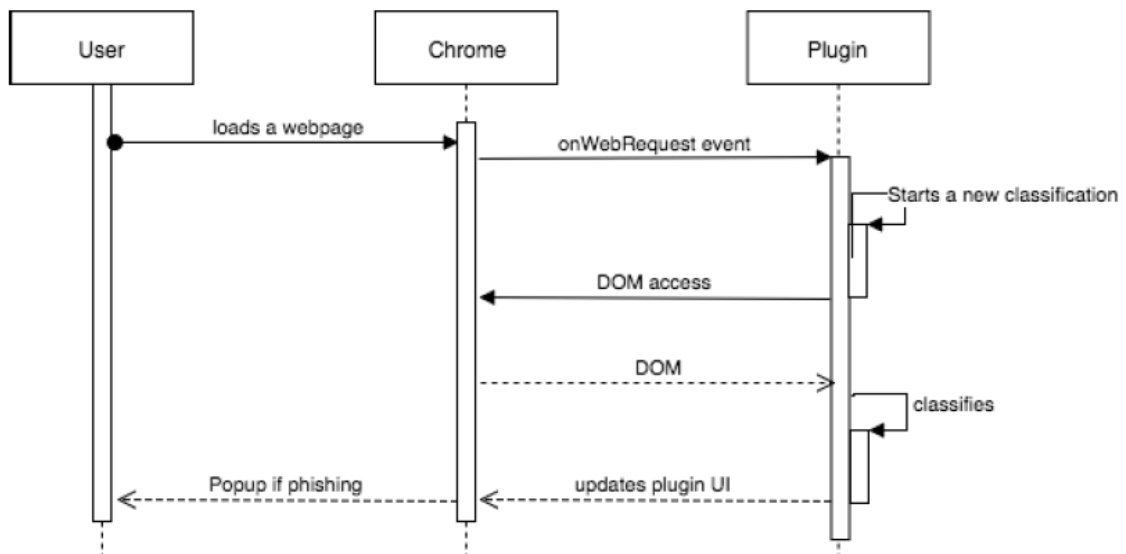 User
Chrome
Plugin
loads a webpage
onWebRequest event
Starts a new classification
DOM access
DOM
classifies
Popup if phishing
updates plugin UI